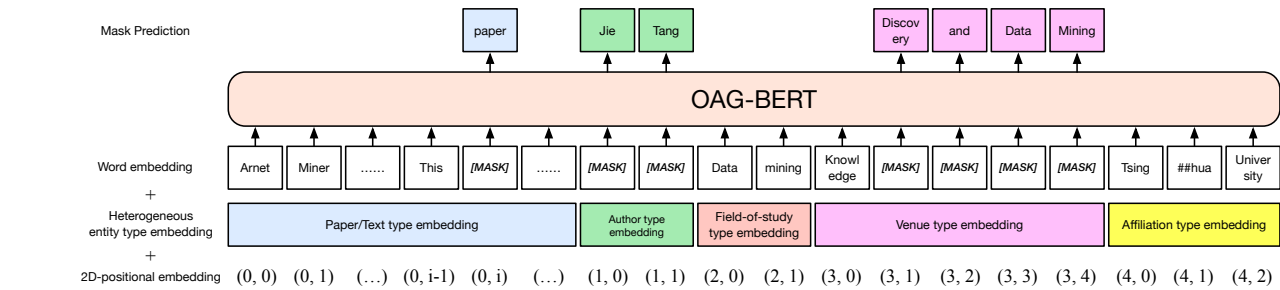 Mask Prediction
paper
Jie
Tang
Discov
ery
and
Data
Mining
OAG-BERT
Word embedding
Arnet
Miner
......
This
[MASK]
......
[MASK]
[MASK]
Data
mining
Knowl
edge
[MASK]
[MASK]
[MASK]
[MASK]
Tsing
##hua
Univer
sity
+
Heterogeneous
entity type embedding
Paper/Text type embedding
Author type
embedding
Field-of-study
type embedding
Venue type embedding
Affiliation type embedding
+
2D-positional embedding
(0, 0)
(0, 1)
(…)
(0, i-1)
(0, i)
(…)
(1, 0)
(1, 1)
(2, 0)
(2, 1)
(3, 0)
(3, 1)
(3, 2)
(3, 3)
(3, 4)
(4, 0)
(4, 1)
(4, 2)